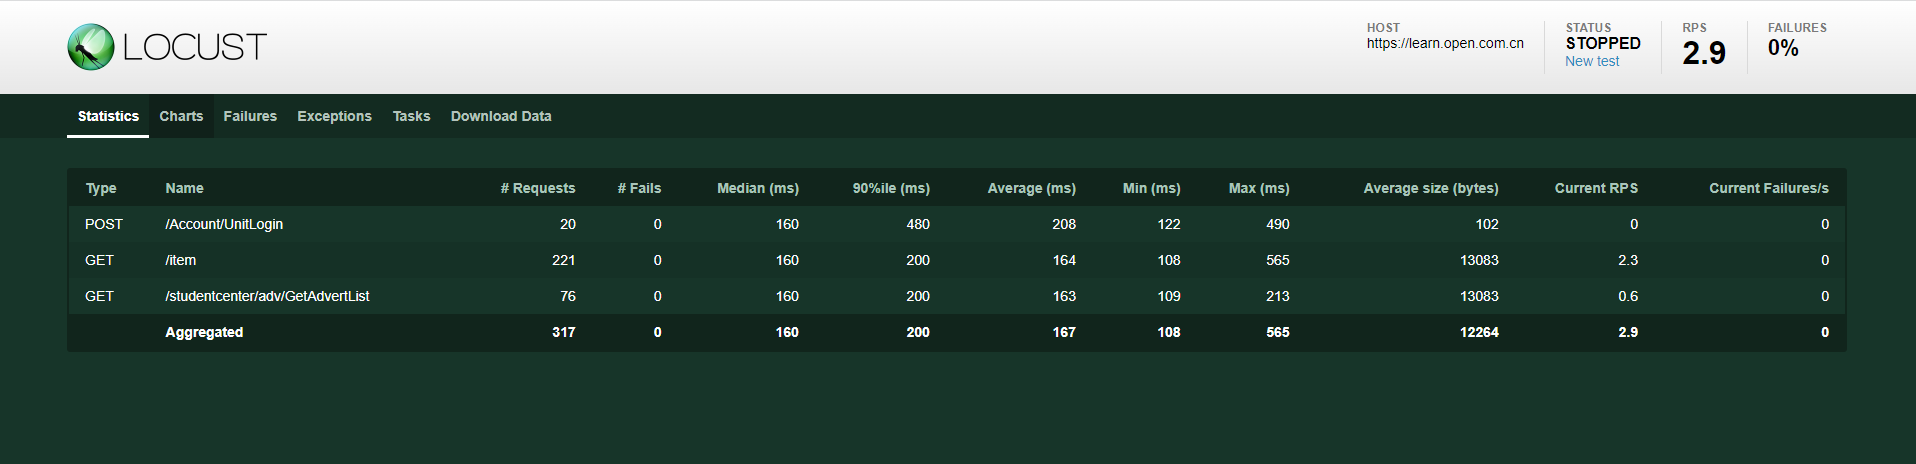 LOCUST
HOST
https://learn.open.com.cn
STATUS
STOPPED
New test
RPS
2.9
FAILURES
0%
Statistics Charts Failures Exceptions Tasks Download Data
Type Name # Requests # Fails Median (ms) 90%ile (ms) Average (ms) Min (ms) Max (ms) Average size (bytes) Current RPS Current Failures/s
POST /Account/UnitLogin 20 0 160 480 208 122 490 102 0 0
GET /item 221 0 160 200 164 108 565 13083 2.3 0
GET /studentcenter/adv/GetAdvertList 76 0 160 200 163 109 213 13083 0.6 0
Aggregated 317 0 160 200 167 108 565 12264 2.9 0